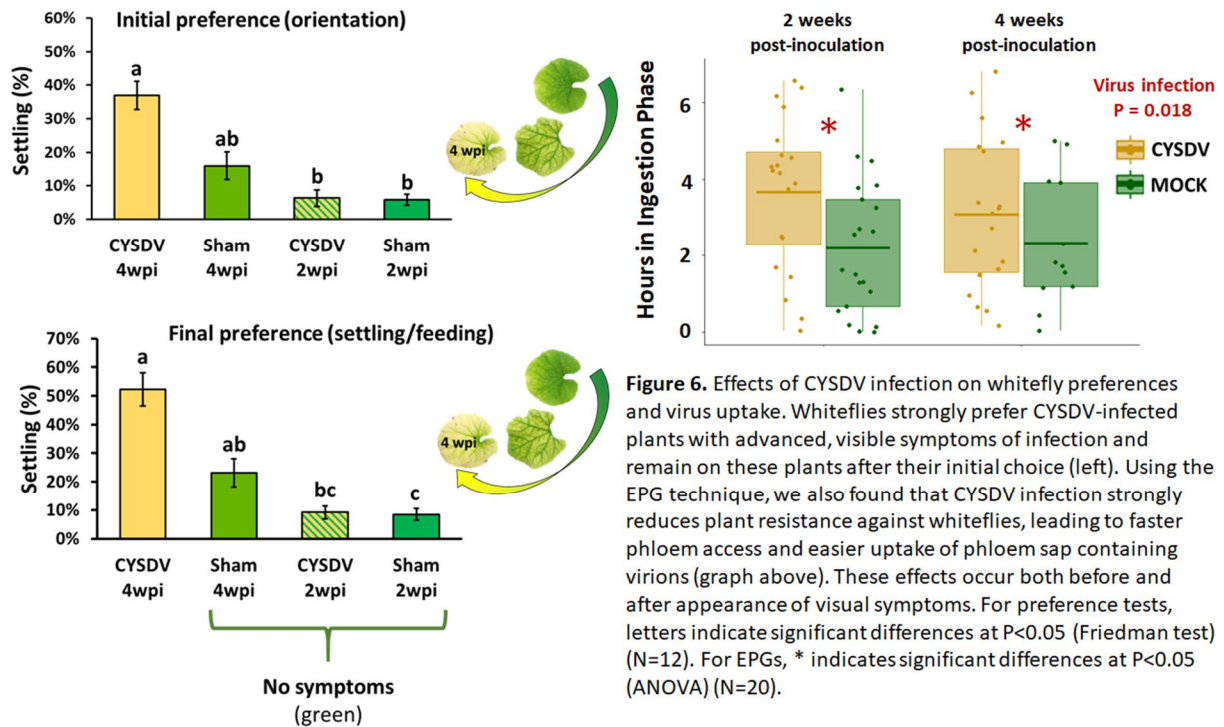 Initial preference (orientation)
Settling (%)
60%
50%
40%
30%
20%
10%
0%
a
ab
b
b
CYSDV
4wpi
Sham
4wpi
CYSDV
2wpi
Sham
2wpi
4 wpi
Final preference (settling/feeding)
Settling (%)
70%
60%
50%
40%
30%
20%
10%
0%
a
ab
bc
c
CYSDV
4wpi
Sham
4wpi
CYSDV
2wpi
Sham
2wpi
4 wpi
No symptoms
(green)
2 weeks
post-inoculation
4 weeks
post-inoculation
Hours in Ingestion Phase
6
4
2
0
*
*
Virus infection
P = 0.018
CYSDV
MOCK
Figure 6. Effects of CYSDV infection on whitefly preferences
and virus uptake. Whiteflies strongly prefer CYSDV-infected
plants with advanced, visible symptoms of infection and
remain on these plants after their initial choice (left). Using the
EPG technique, we also found that CYSDV infection strongly
reduces plant resistance against whiteflies, leading to faster
phloem access and easier uptake of phloem sap containing
virions (graph above). These effects occur both before and
after appearance of visual symptoms. For preference tests,
letters indicate significant differences at P<0.05 (Friedman test)
(N=12). For EPGs, * indicates significant differences at P<0.05
(ANOVA) (N=20).